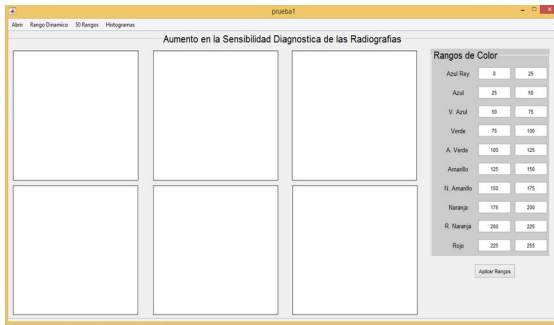 prueba1
Abrir Rango Dinamico 50 Rangos Histogramas
Aumento en la Sensibilidad Diagnostica de las Radiografias
Rangos de Color
Azul Rey 0 25
Azul 25 50
V. Azul 50 75
Verde 75 100
A. Verde 100 125
Amarillo 125 150
N. Amarillo 150 175
Naranja 175 200
R. Naranja 200 225
Rojo 225 255
Aplicar Rangos